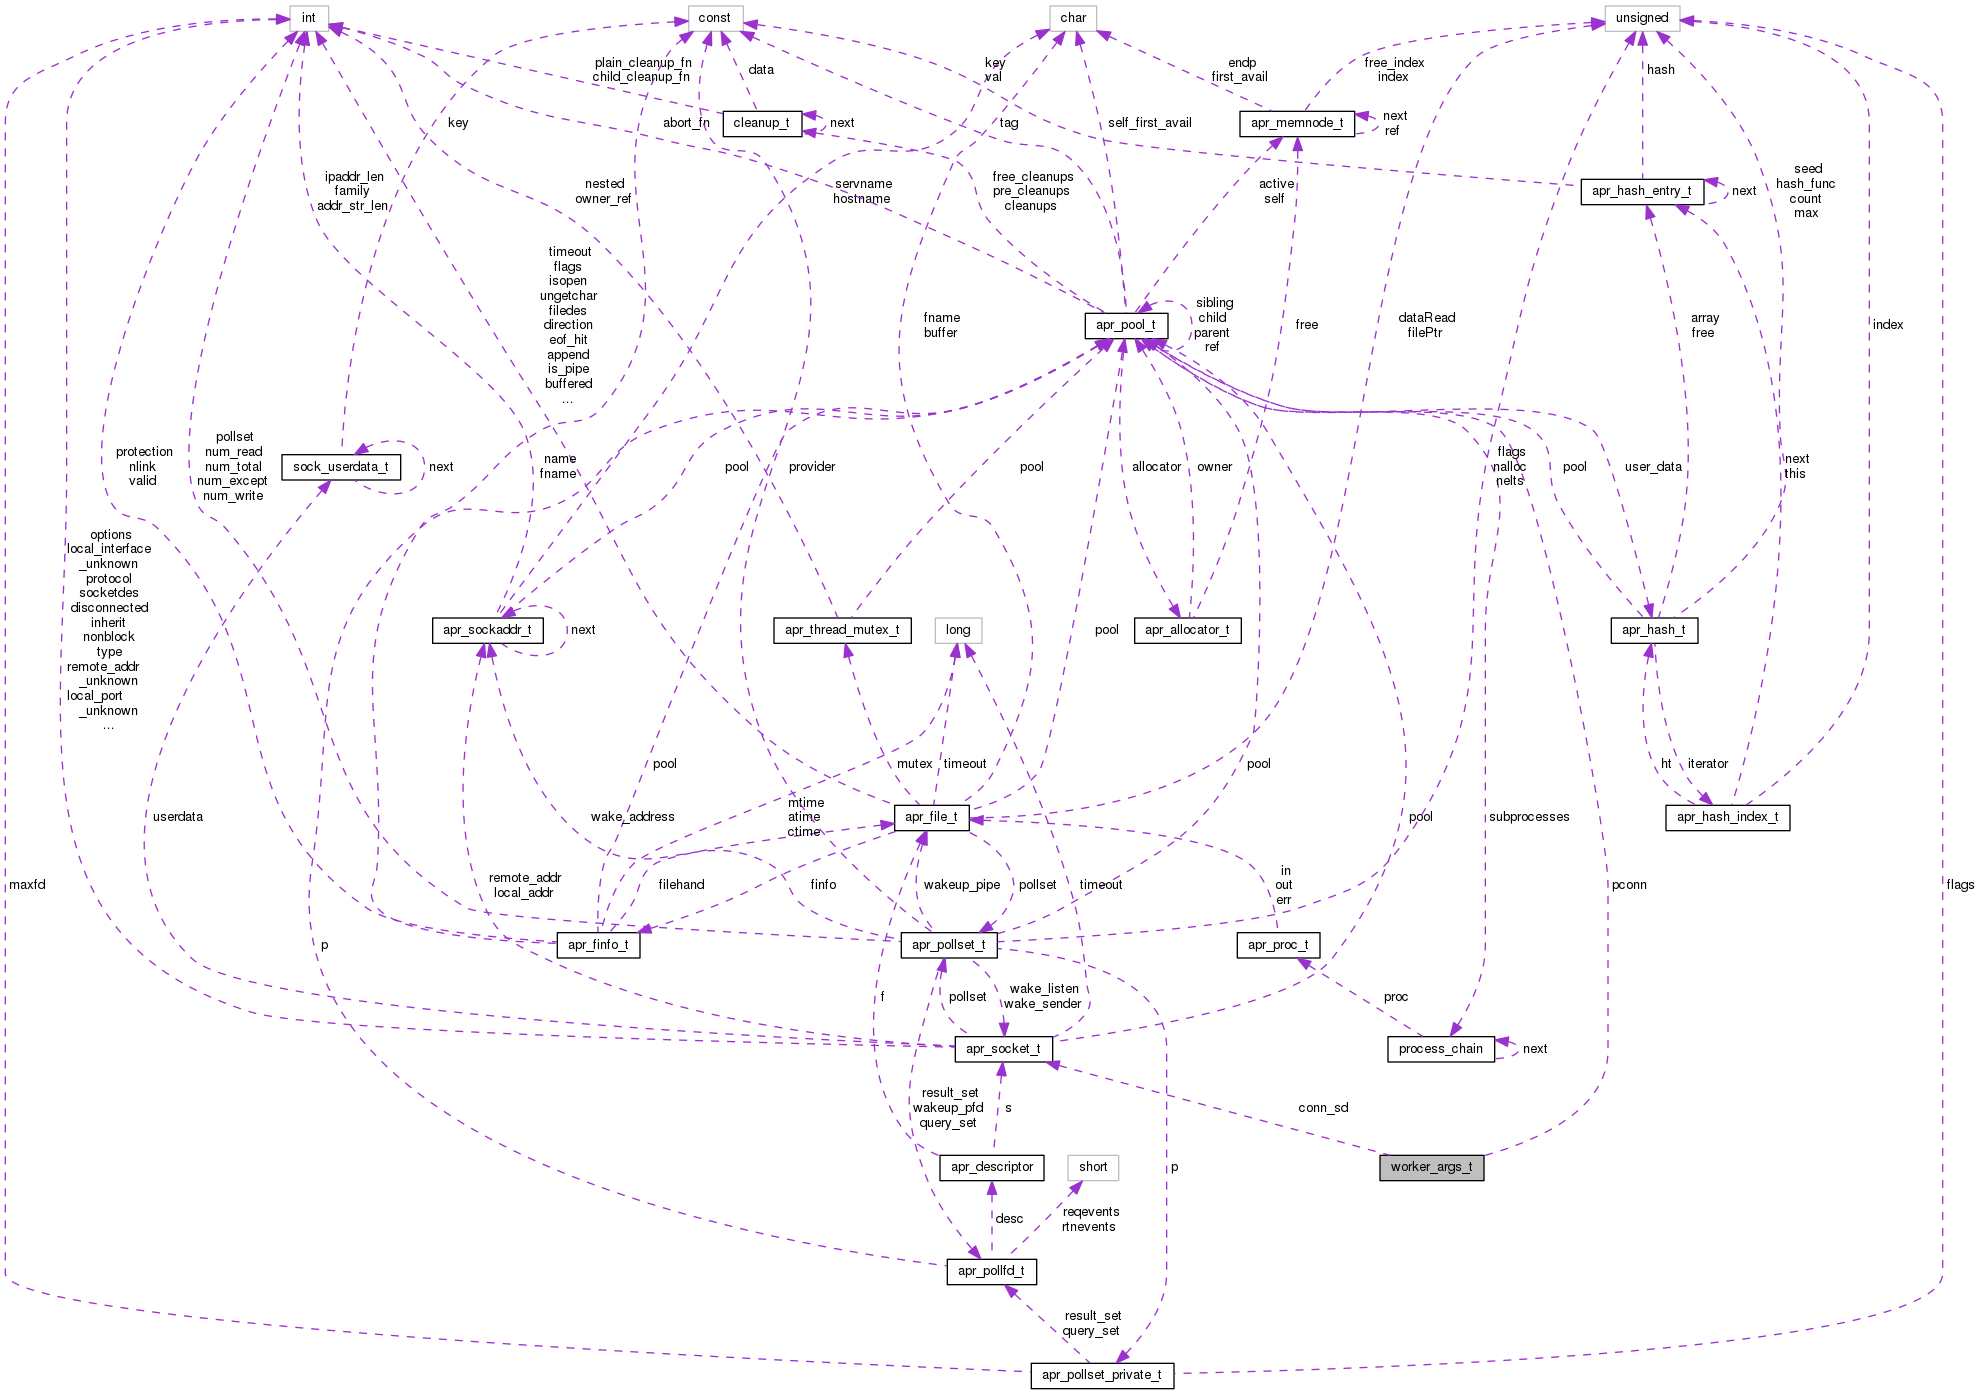 int
const
char
unsigned
plain_cleanup_fn
child_cleanup_fn
data
key
val
endp
first_avail
free_index
index
hash
key
abort_fn
cleanup_t
next
tag
self_first_avail
apr_memnode_t
next
ref
ipaddr_len
family
addr_str_len
nested
owner_ref
servname
hostname
free_cleanups
pre_cleanups
cleanups
active
self
apr_hash_entry_t
next
seed
hash_func
count
max
timeout
flags
isopen
ungetchar
filedes
direction
eof_hit
append
is_pipe
buffered
...
fname
buffer
apr_pool_t
sibling
child
parent
ref
free
dataRead
filePtr
array
free
index
protection
nlink
valid
pollset
num_read
num_total
num_except
num_write
sock_userdata_t
next
name
fname
pool
provider
pool
allocator
owner
flags
nalloc
nelts
pool
user_data
next
this
options
local_interface
_unknown
protocol
socketdes
disconnected
inherit
nonblock
type
remote_addr
_unknown
local_port
_unknown
...
apr_sockaddr_t
next
apr_thread_mutex_t
long
pool
apr_allocator_t
apr_hash_t
pool
mutex
timeout
pool
ht
iterator
userdata
wake_address
mtime
atime
ctime
apr_file_t
pool
subprocesses
apr_hash_index_t
maxfd
remote_addr
local_addr
filehand
finfo
wakeup_pipe
pollset
timeout
in
out
err
pconn
flags
p
apr_finfo_t
apr_pollset_t
apr_proc_t
f
pollset
wake_listen
wake_sender
proc
apr_socket_t
process_chain
next
result_set
wakeup_pfd
query_set
s
conn_sd
apr_descriptor
short
p
worker_args_t
desc
reqevents
rtnevents
apr_pollfd_t
result_set
query_set
apr_pollset_private_t